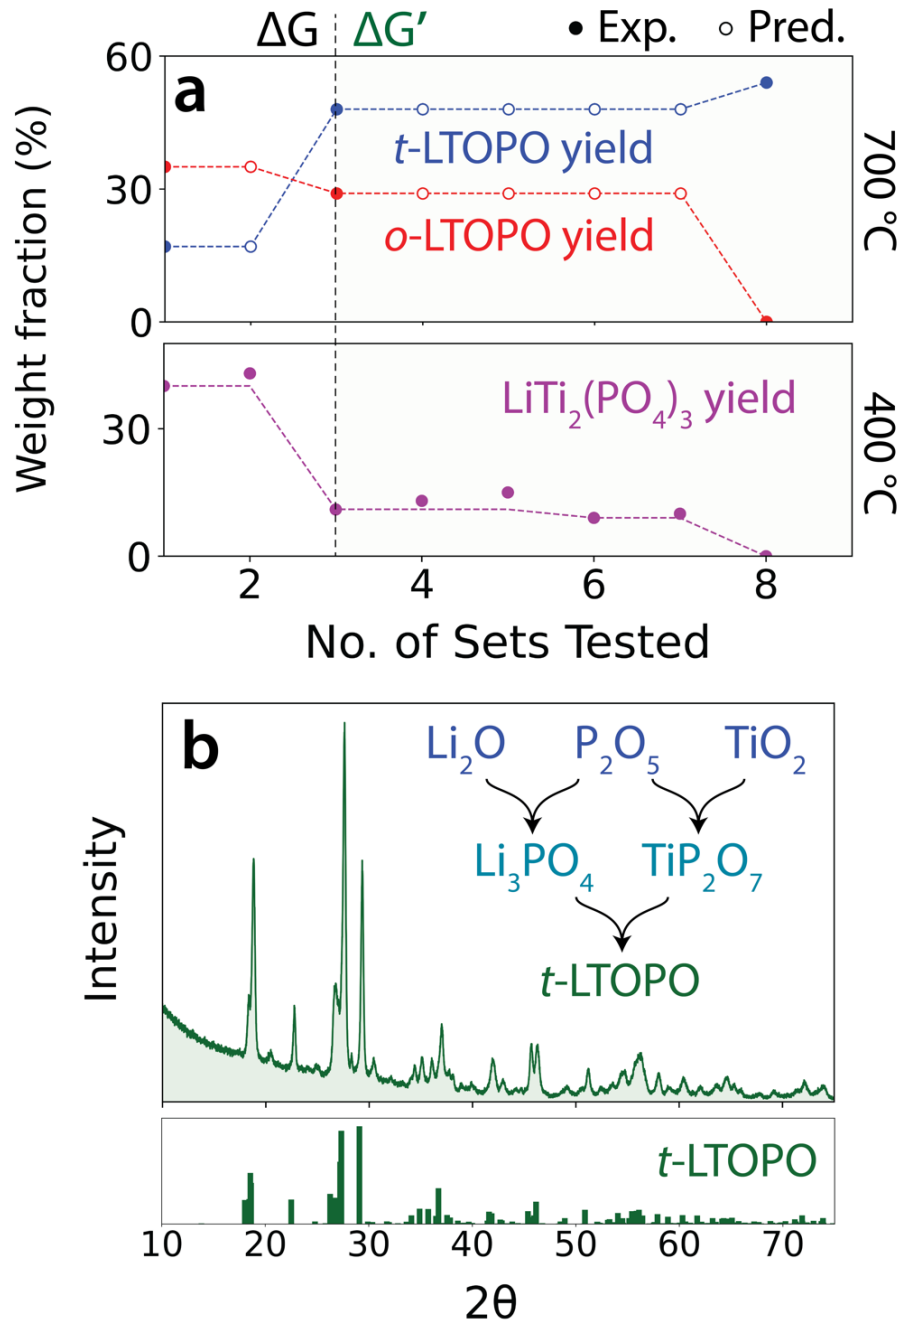 ΔG ΔG’ ● Exp. ○ Pred.
a
Weight fraction (%)
60
30
0
t-LTOPO yield
o-LTOPO yield
700 °C
30
0
LiTi₂(PO₄)₃ yield
400 °C
2 4 6 8
No. of Sets Tested
b
Intensity
Li₂O P₂O₅ TiO₂
Li₃PO₄ TiP₂O₇
t-LTOPO
t-LTOPO
10 20 30 40 50 60 70
2θ